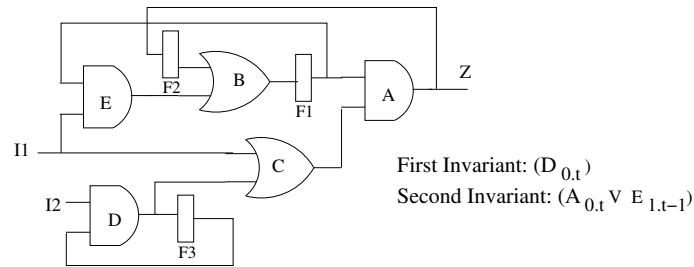 Z
B
A
E
F2
F1
I1
C
First Invariant: (D 0.t)
I2
Second Invariant: (A 0.t V E 1.t−1)
D
F3